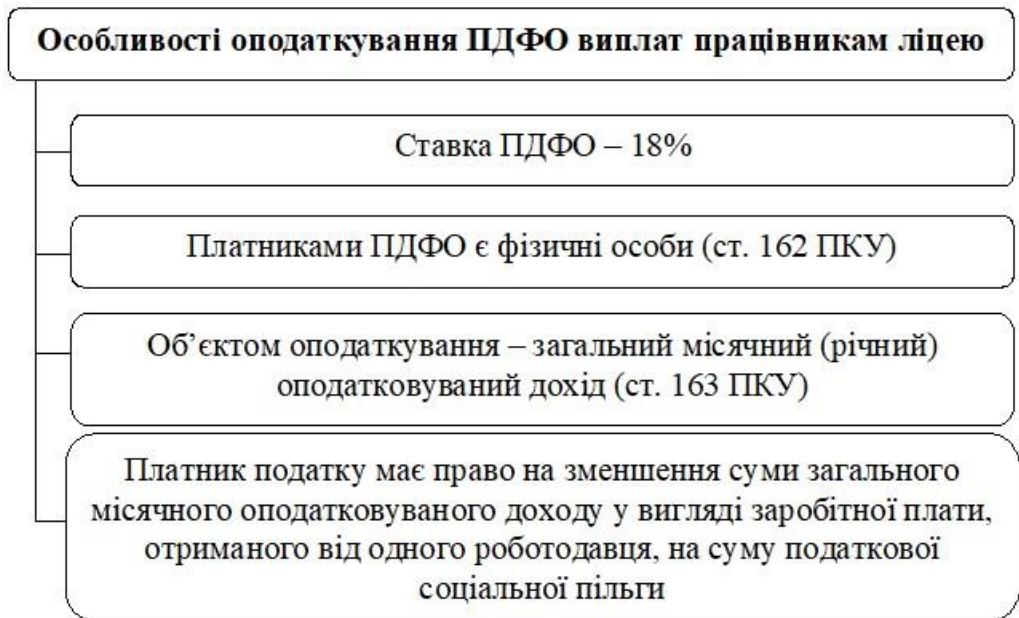 Особливості оподаткування ПДФО виплат працівникам ліцею
Ставка ПДФО – 18%
Платниками ПДФО є фізичні особи (ст. 162 ПКУ)
Об’єктом оподаткування – загальний місячний (річний)
оподатковуваний дохід (ст. 163 ПКУ)
Платник податку має право на зменшення суми загального
місячного оподатковуваного доходу у вигляді заробітної плати,
отриманого від одного роботодавця, на суму податкової
соціальної пільги